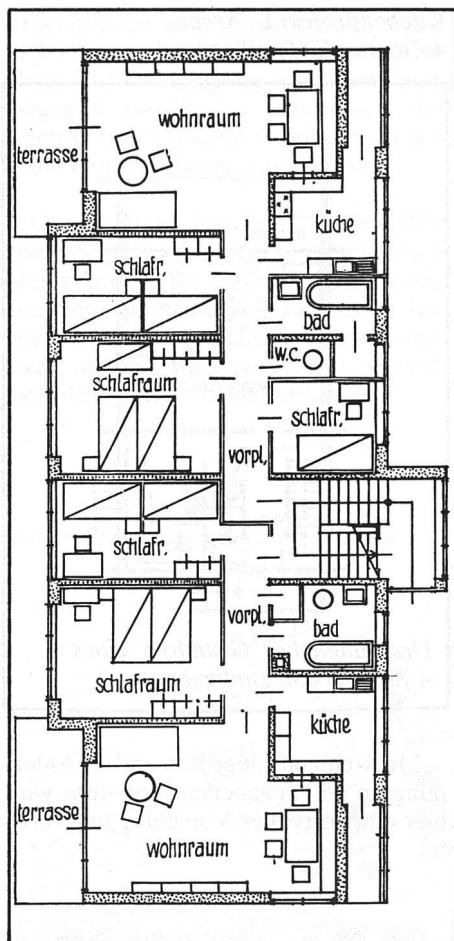 wohnraum
terrasse
küche
schlafr.
bad
w.c.
schlafraum
schlafr.
vorpl.
schlafr.
vorpl.
bad
schlafraum
küche
terrasse
wohnraum